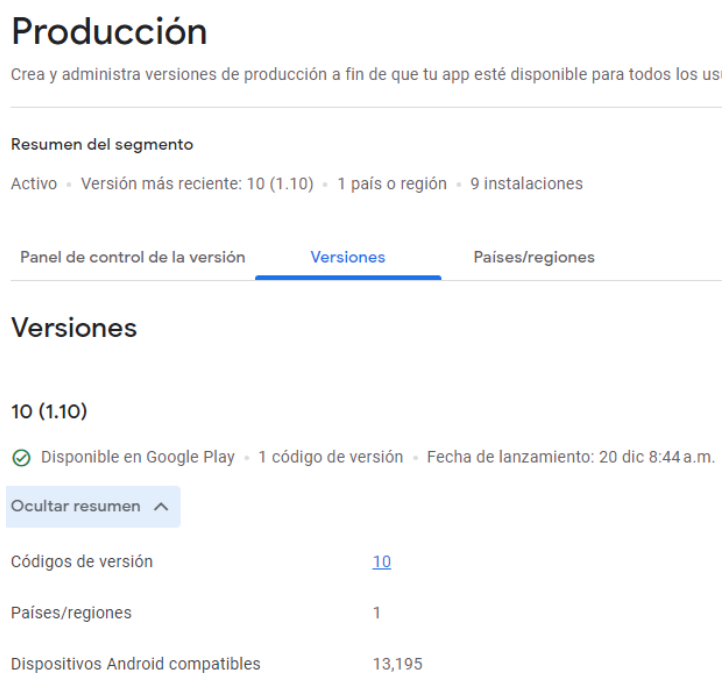 Producción
Crea y administra versiones de producción a fin de que tu app esté disponible para todos los
Resumen del segmento
Activo • Versión más reciente: 10 (1.10) • 1 país o región • 9 instalaciones
Panel de control de la versión Versiones Países/regiones
Versiones
10 (1.10)
Disponible en Google Play • 1 código de versión • Fecha de lanzamiento: 20 dic 8:44 a.m.
Ocultar resumen
Códigos de versión 10
Países/regiones 1
Dispositivos Android compatibles 13,195